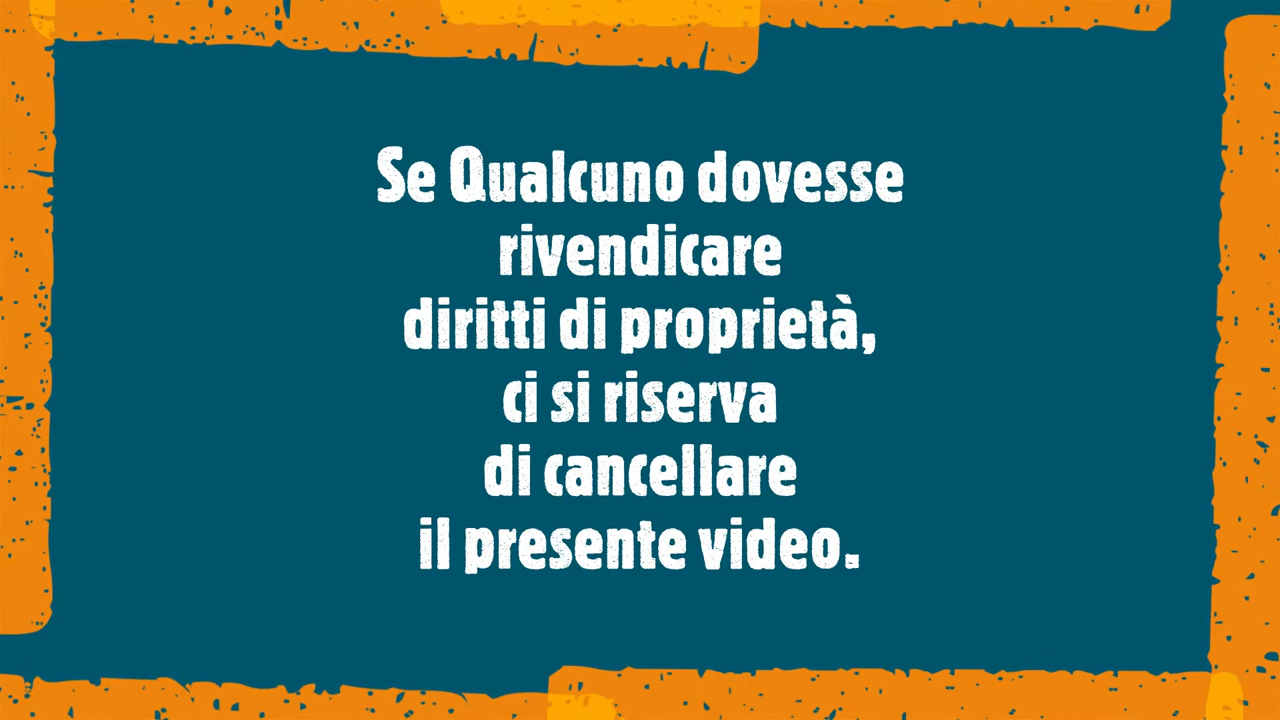 Se Qualcuno dovesse
rivendicare
diritti di proprietà,
ci si riserva
di cancellare
il presente video.